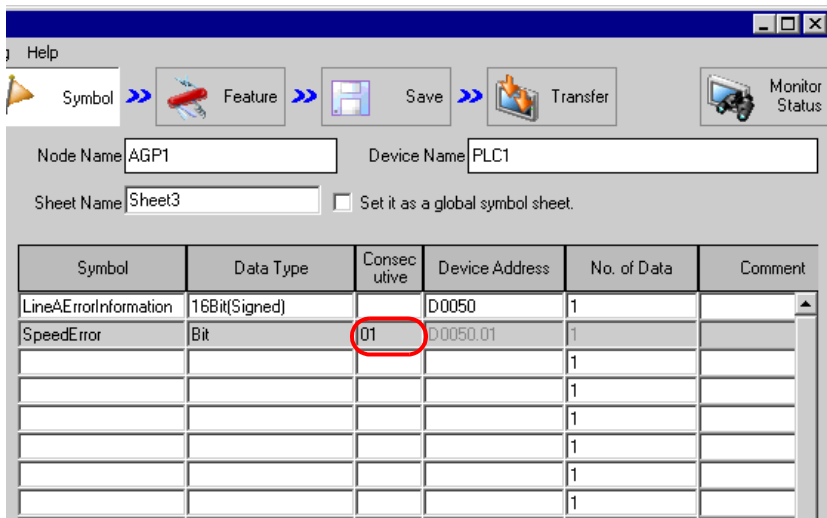 g Help
Symbol >> Feature >> Save >> Transfer Monitor Status
Node Name AGP1 Device Name PLC1
Sheet Name Sheet3 Set it as a global symbol sheet.
Symbol Data Type Consecutive Device Address No. of Data Comment
LineAErrorInformation 16Bit(Signed) D0050 1
SpeedError Bit 01 D0050.01 1
1
1
1
1
1
1